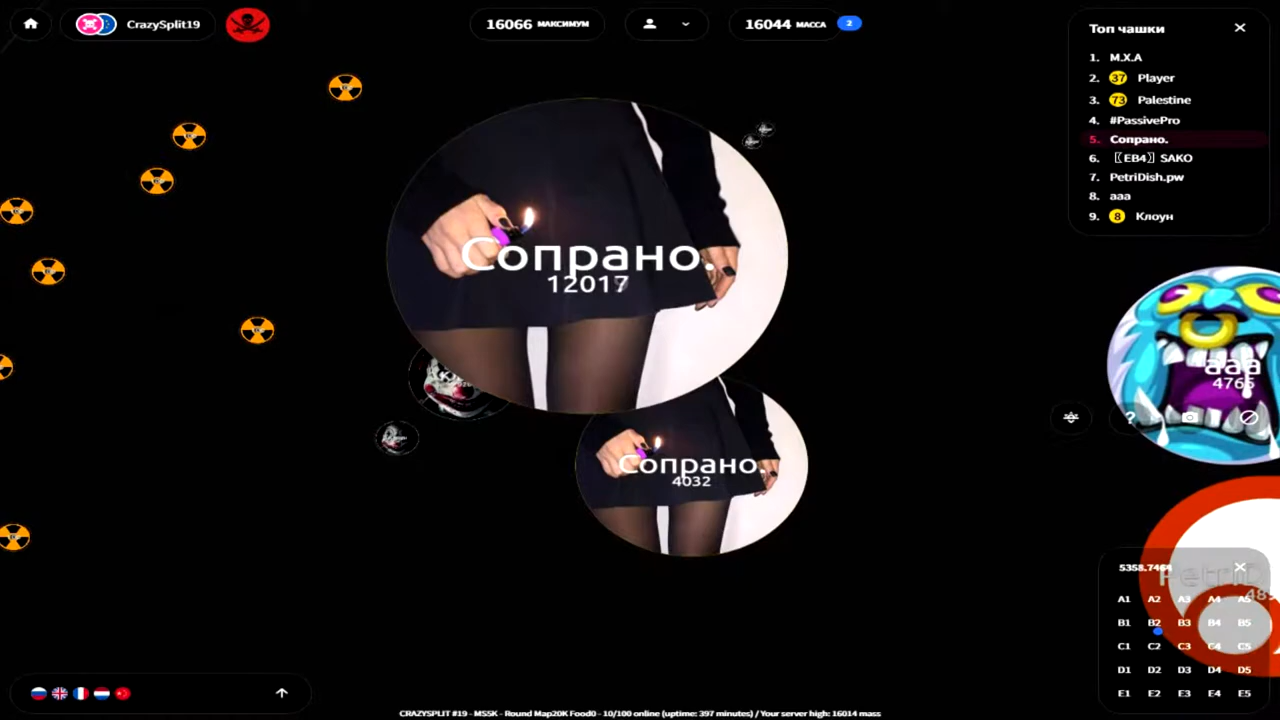 CrazySplit19
16066 МАКСИМУМ
16044 МАССА
2
Топ чашки
1. M.X.A
2. 37 Player
3. 73 Palestine
4. #PassivePro
5. Сопрано.
6. 〖EB4〗 SAKO
7. PetriDish.pw
8. aaa
9. 8 Клоун
Сопрано.
12017
aaa
4765
?
Сопрано.
4032
5358.7464
A1 A2 A3 A4 A5
B1 B2 B3 B4 B5
C1 C2 C3 C4 C5
D1 D2 D3 D4 D5
E1 E2 E3 E4 E5
CRAZYSPLIT #19 - MSSK - Round Map20K Food0 - 10/100 online (uptime: 397 minutes) / Your server high: 16014 mass